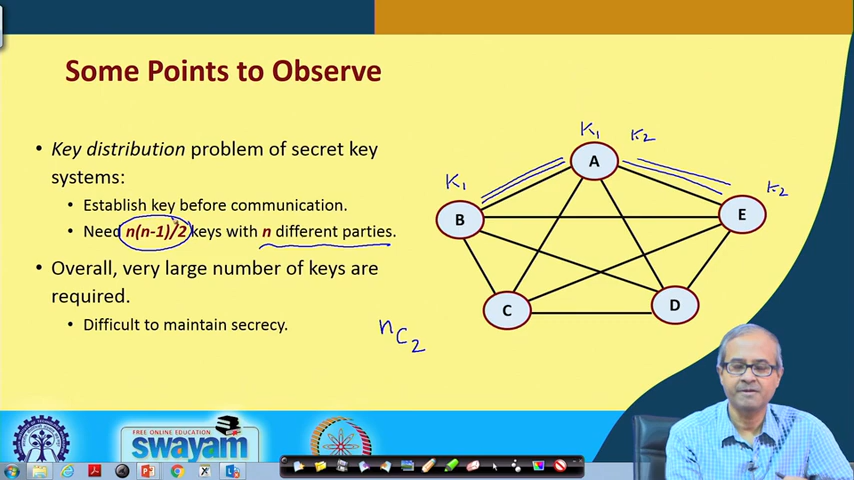 Some Points to Observe
• Key distribution problem of secret key
systems:
• Establish key before communication.
• Need n(n-1)/2 keys with n different parties.
• Overall, very large number of keys are
required.
• Difficult to maintain secrecy.
nC2
K1
K2
K1
K2
A
B
E
C
D
FREE ONLINE EDUCATION
swayam